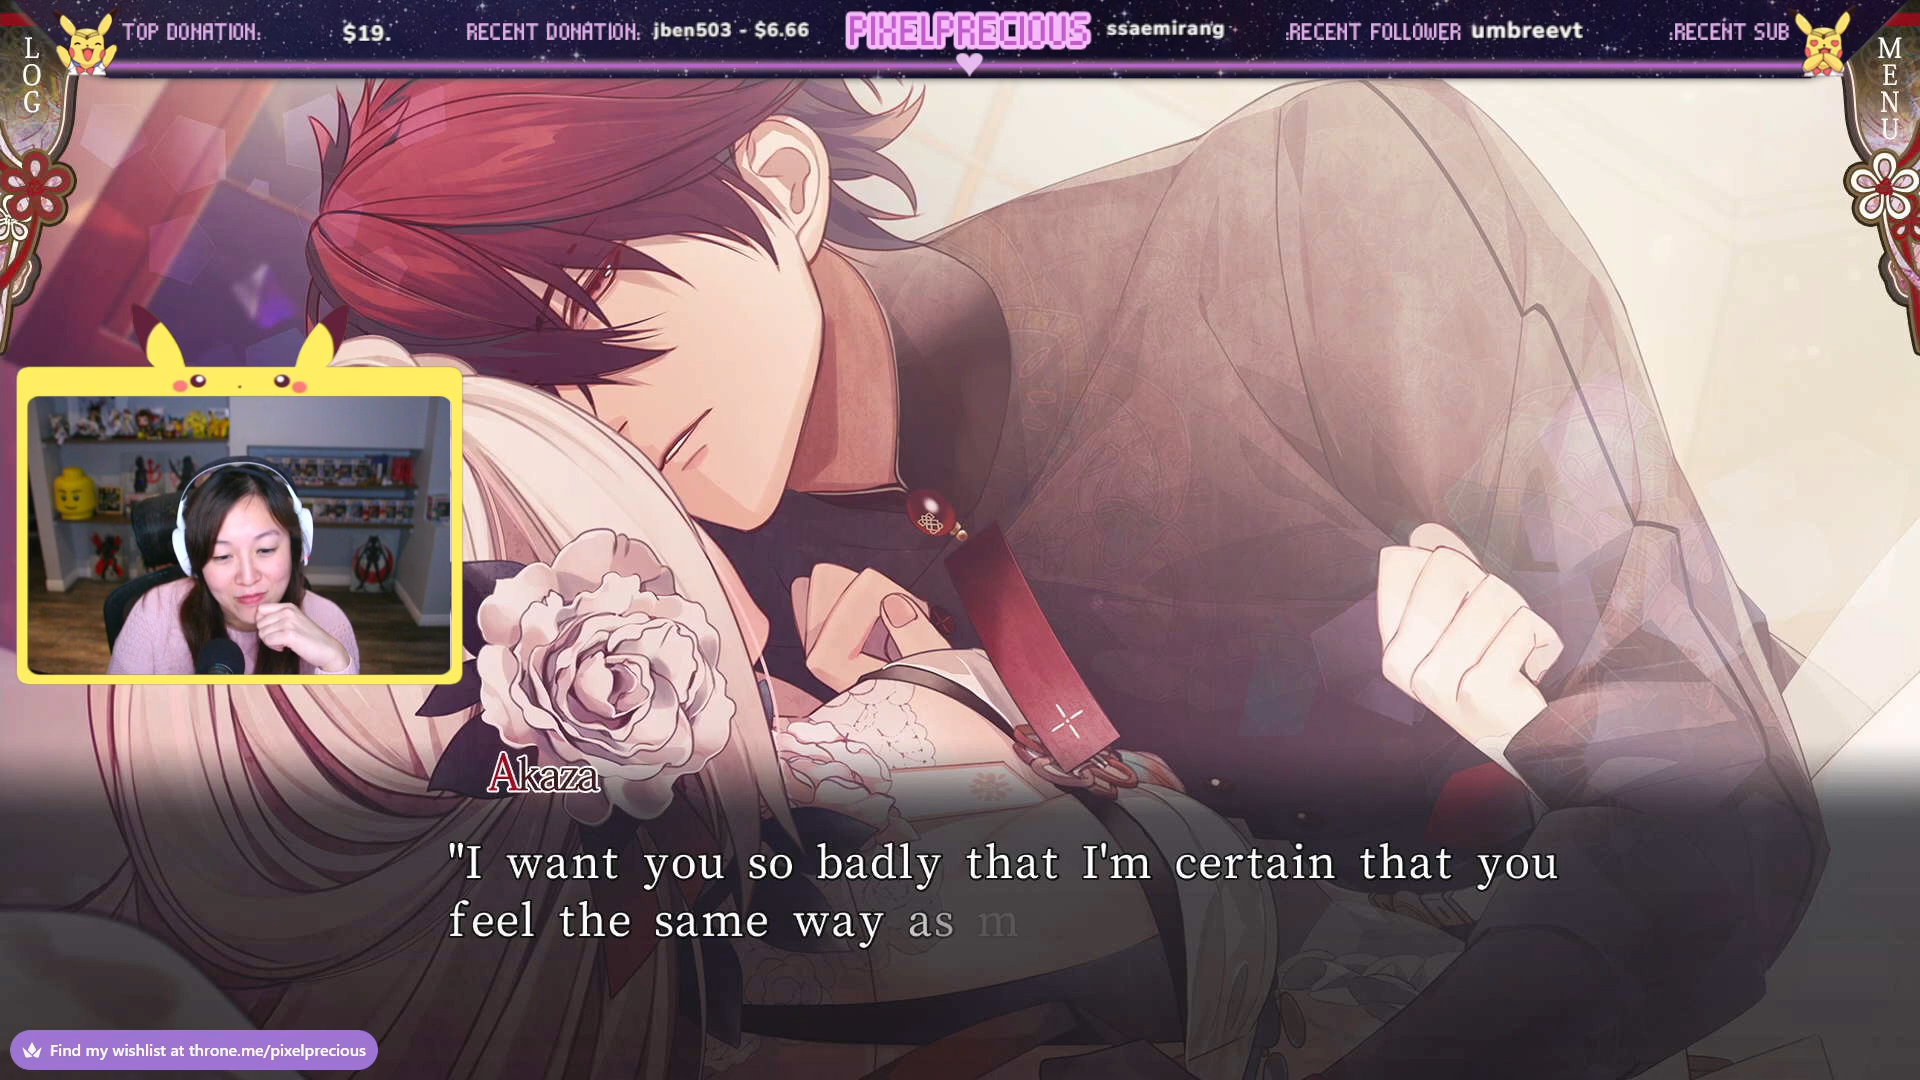 LOG
TOP DONATION:
$19.
RECENT DONATION:
jben503 - $6.66
PIXELPRECIOUS
ssaemirang
:RECENT FOLLOWER
umbreevt
:RECENT SUB
MENU
Akaza
"I want you so badly that I'm certain that you
feel the same way as m
Find my wishlist at throne.me/pixelprecious